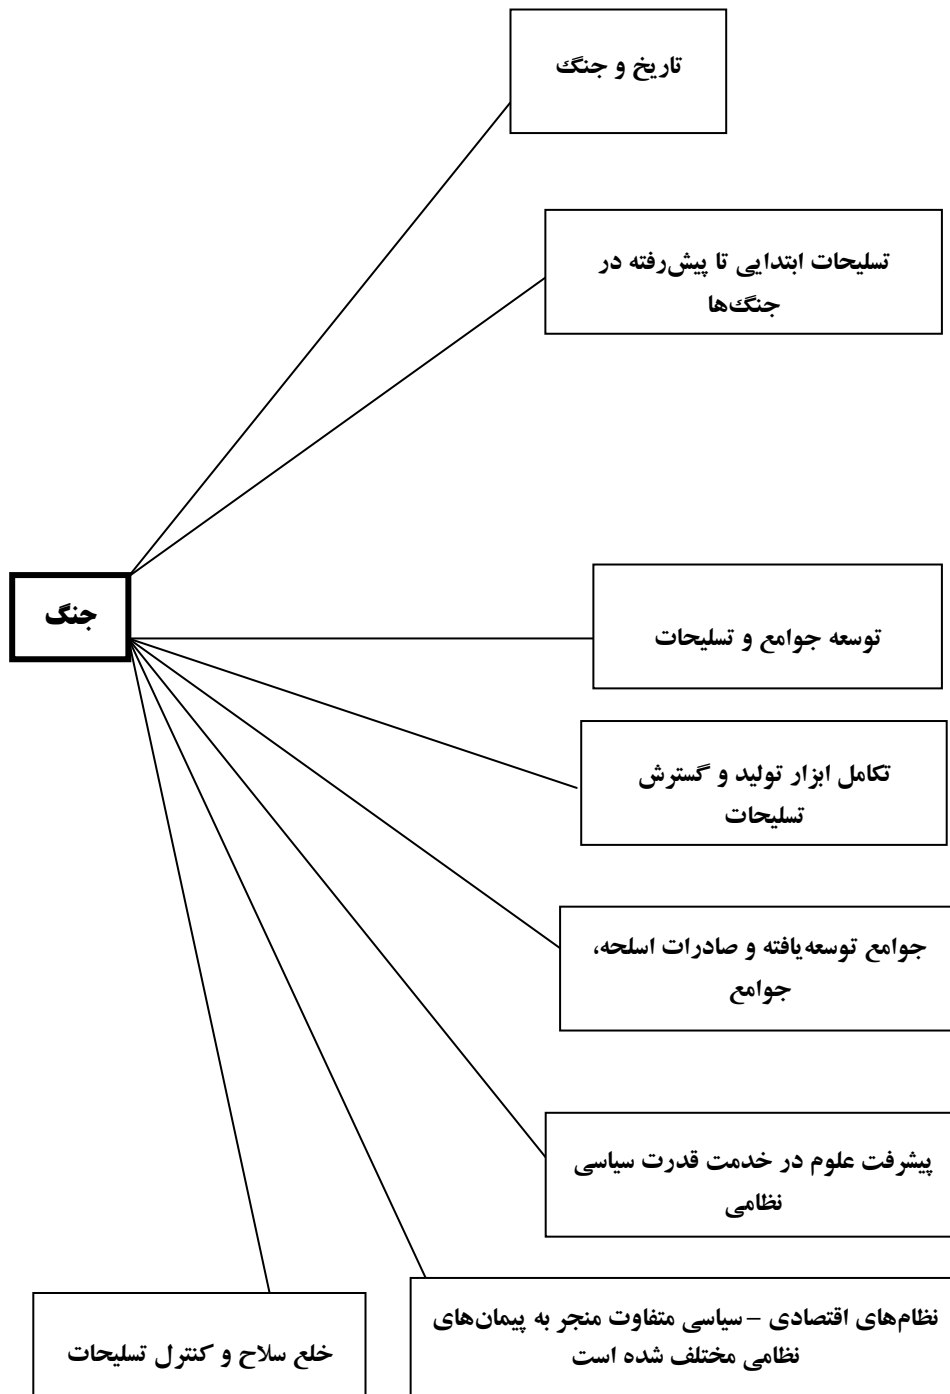 تاریخ و جنگ
تسلیحات ابتدایی تا پیش‌رفته در
جنگ‌ها
جنگ
توسعه جوامع و تسلیحات
تکامل ابزار تولید و گسترش
تسلیحات
جوامع توسعه‌یافته و صادرات اسلحه،
جوامع
پیشرفت علوم در خدمت قدرت سیاسی
نظامی
نظام‌های اقتصادی – سیاسی متفاوت منجر به پیمان‌های
نظامی مختلف شده است
خلع سلاح و کنترل تسلیحات